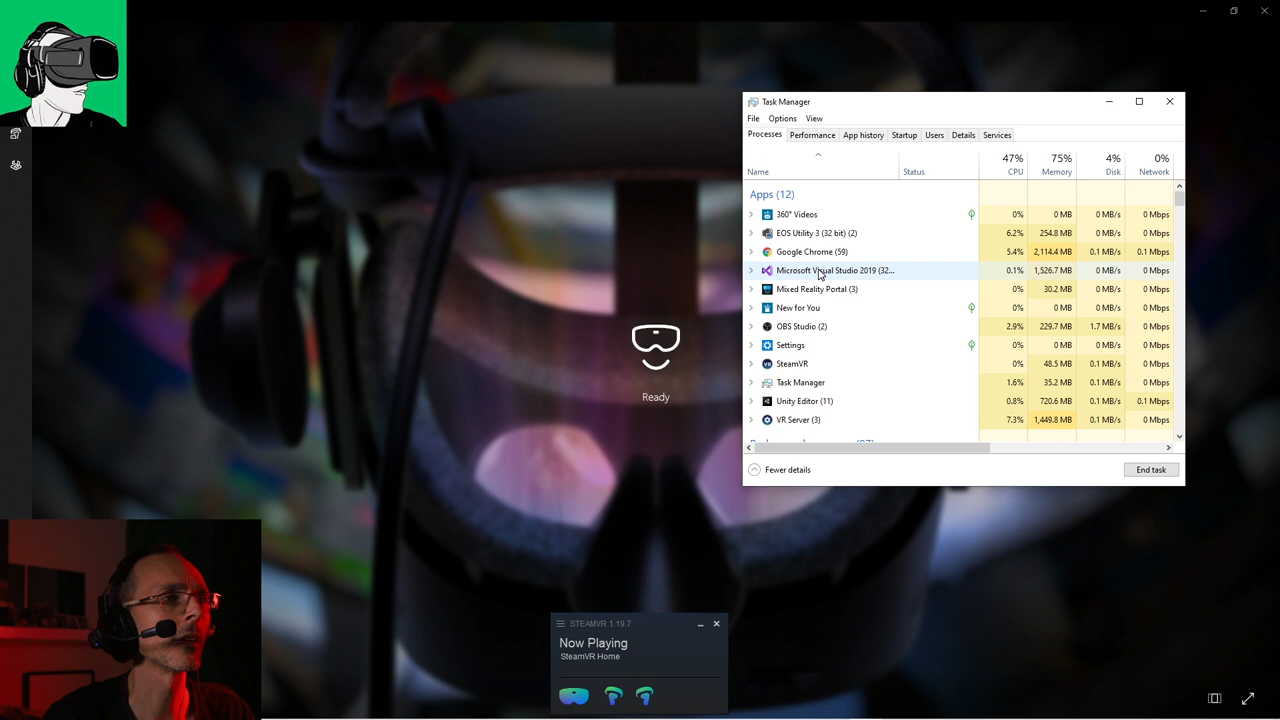 Task Manager
File Options View
Processes Performance App history Startup Users Details Services
47% 75% 4% 0%
Name Status CPU Memory Disk Network
Apps (12)
360° Videos 0% 0 MB 0 MB/s 0 Mbps
EOS Utility 3 (32 bit) (2) 6.2% 254.8 MB 0 MB/s 0 Mbps
Google Chrome (59) 5.4% 2,114.4 MB 0.1 MB/s 0.1 Mbps
Microsoft Visual Studio 2019 (32... 0.1% 1,526.7 MB 0 MB/s 0 Mbps
Mixed Reality Portal (3) 0% 30.2 MB 0 MB/s 0 Mbps
New for You 0% 0 MB 0 MB/s 0 Mbps
OBS Studio (2) 2.9% 229.7 MB 1.7 MB/s 0 Mbps
Settings 0% 0 MB 0 MB/s 0 Mbps
SteamVR 0% 48.5 MB 0.1 MB/s 0 Mbps
Task Manager 1.6% 35.2 MB 0.1 MB/s 0 Mbps
Unity Editor (11) 0.8% 720.6 MB 0.1 MB/s 0.1 Mbps
VR Server (3) 7.3% 1,449.8 MB 0.1 MB/s 0 Mbps
Fewer details End task
Ready
STEAMVR 1.19.7
Now Playing
SteamVR Home